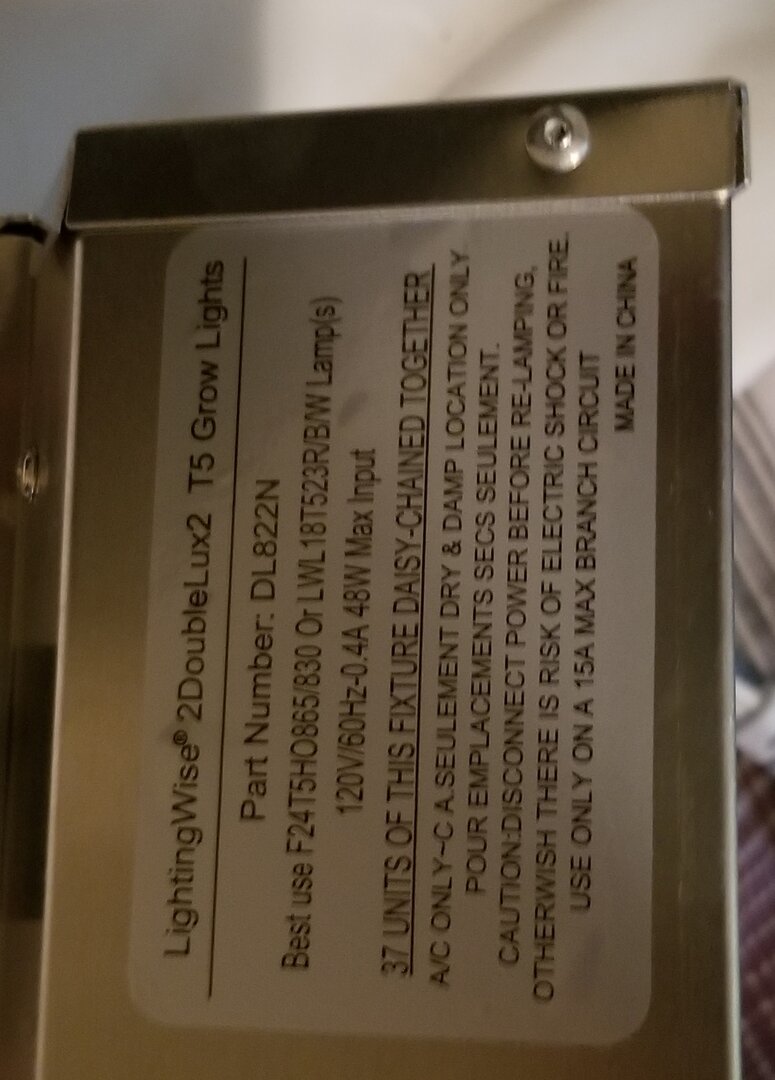 LightingWise® 2DoubleLux2 T5 Grow Lights
Part Number: DL822N
Best use F24T5HO865/830 Or LWL18T523R/B/W Lamp(s)
120V/60Hz-0.4A 48W Max Input
37 UNITS OF THIS FIXTURE DAISY-CHAINED TOGETHER
A/C ONLY~C A.SEULEMENT DRY & DAMP LOCATION ONLY
POUR EMPLACEMENTS SECS SEULEMENT.
CAUTION:DISCONNECT POWER BEFORE RE-LAMPING,
OTHERWISH THERE IS RISK OF ELECTRIC SHOCK OR FIRE.
USE ONLY ON A 15A MAX BRANCH CIRCUIT
MADE IN CHINA